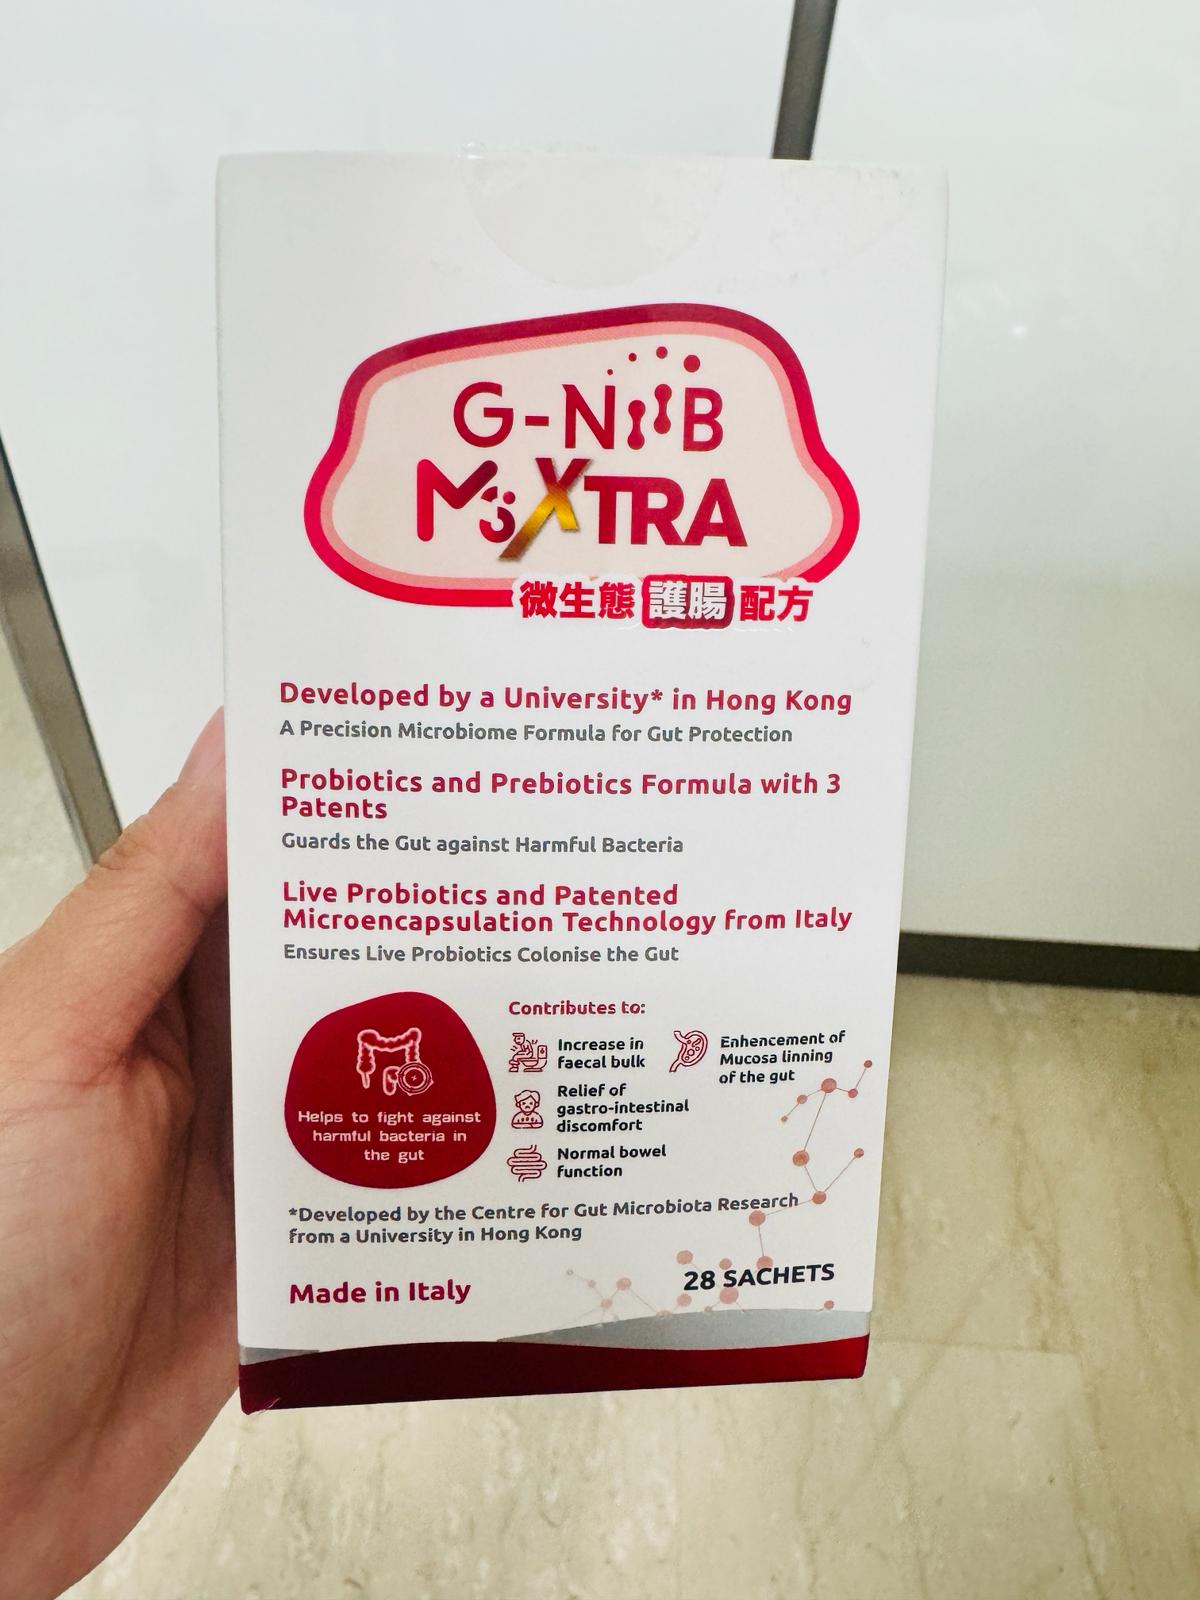 G-NiiB
M3XTRA
微生態護腸配方
Developed by a University* in Hong Kong
A Precision Microbiome Formula for Gut Protection
Probiotics and Prebiotics Formula with 3
Patents
Guards the Gut against Harmful Bacteria
Live Probiotics and Patented
Microencapsulation Technology from Italy
Ensures Live Probiotics Colonise the Gut
Helps to fight against
harmful bacteria in
the gut
Contributes to:
Increase in
faecal bulk
Relief of
gastro-intestinal
discomfort
Normal bowel
function
Enhencement of
Mucosa linning
of the gut
*Developed by the Centre for Gut Microbiota Research
from a University in Hong Kong
Made in Italy
28 SACHETS